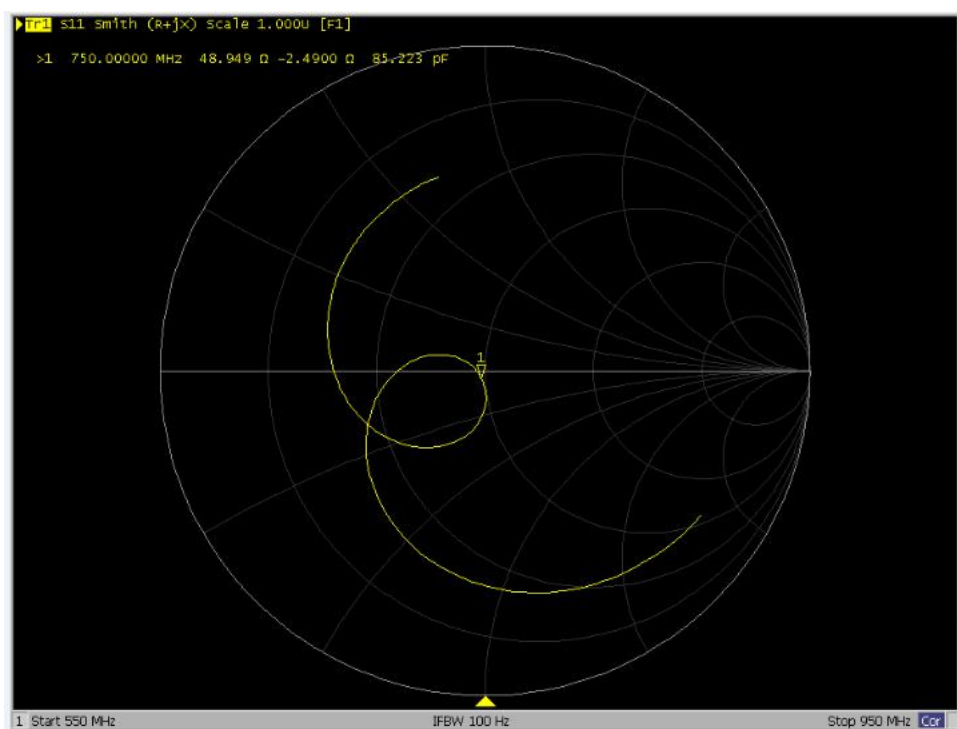 Tr1 S11 Smith (R+jX) Scale 1.000U [F1]
>1 750.00000 MHz 48.949 Ω -2.4900 Ω 85.223 pF
1
1 Start 550 MHz IFBW 100 Hz Stop 950 MHz Cor